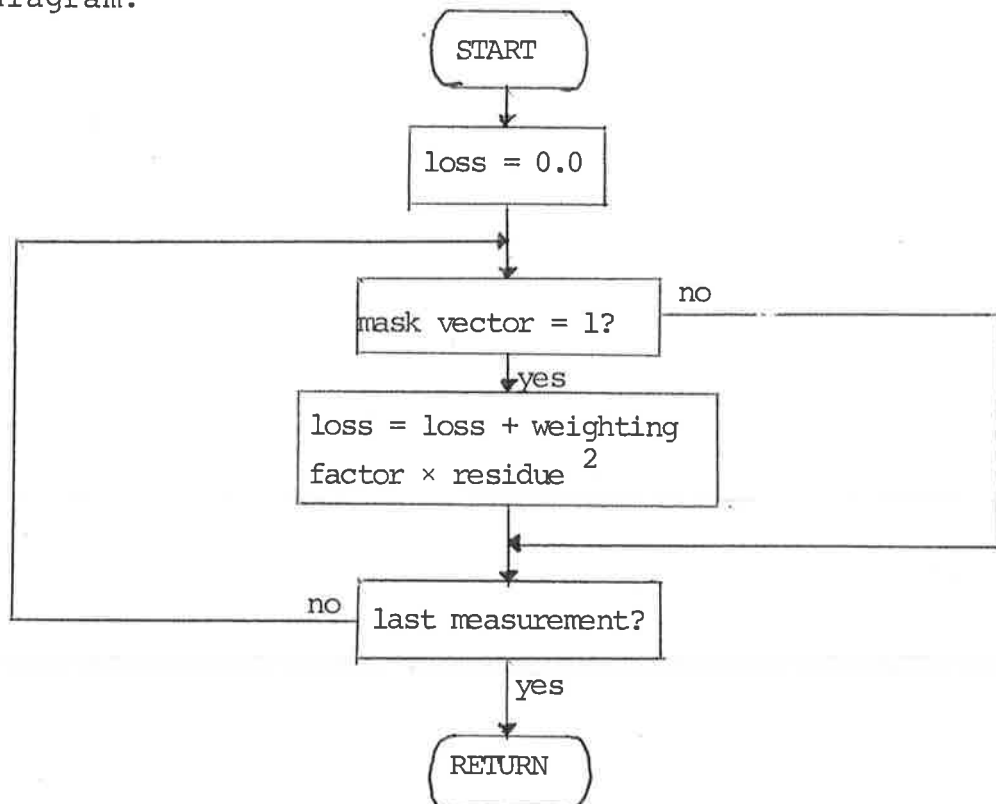 diagram.
START
loss = 0.0
mask vector = 1?
no
yes
loss = loss + weighting
factor × residue ²
no
last measurement?
yes
RETURN